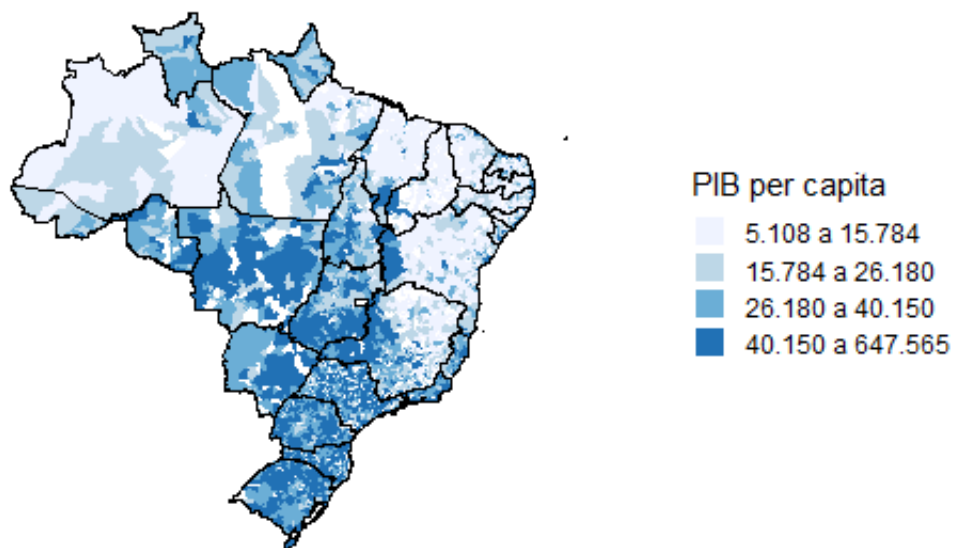 PIB per capita
5.108 a 15.784
15.784 a 26.180
26.180 a 40.150
40.150 a 647.565